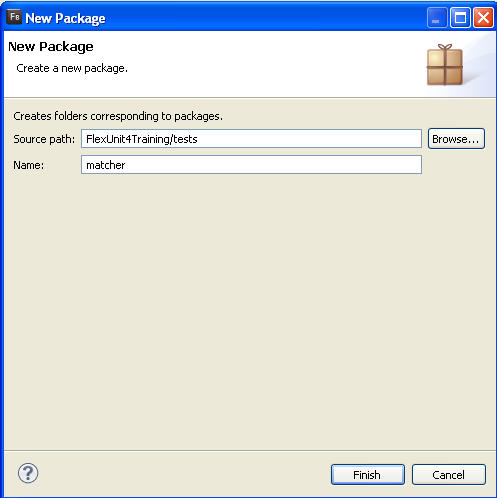 FB New Package
New Package
Create a new package.
Creates folders corresponding to packages.
Source path: FlexUnit4Training/tests Browse...
Name: matcher
? Finish Cancel